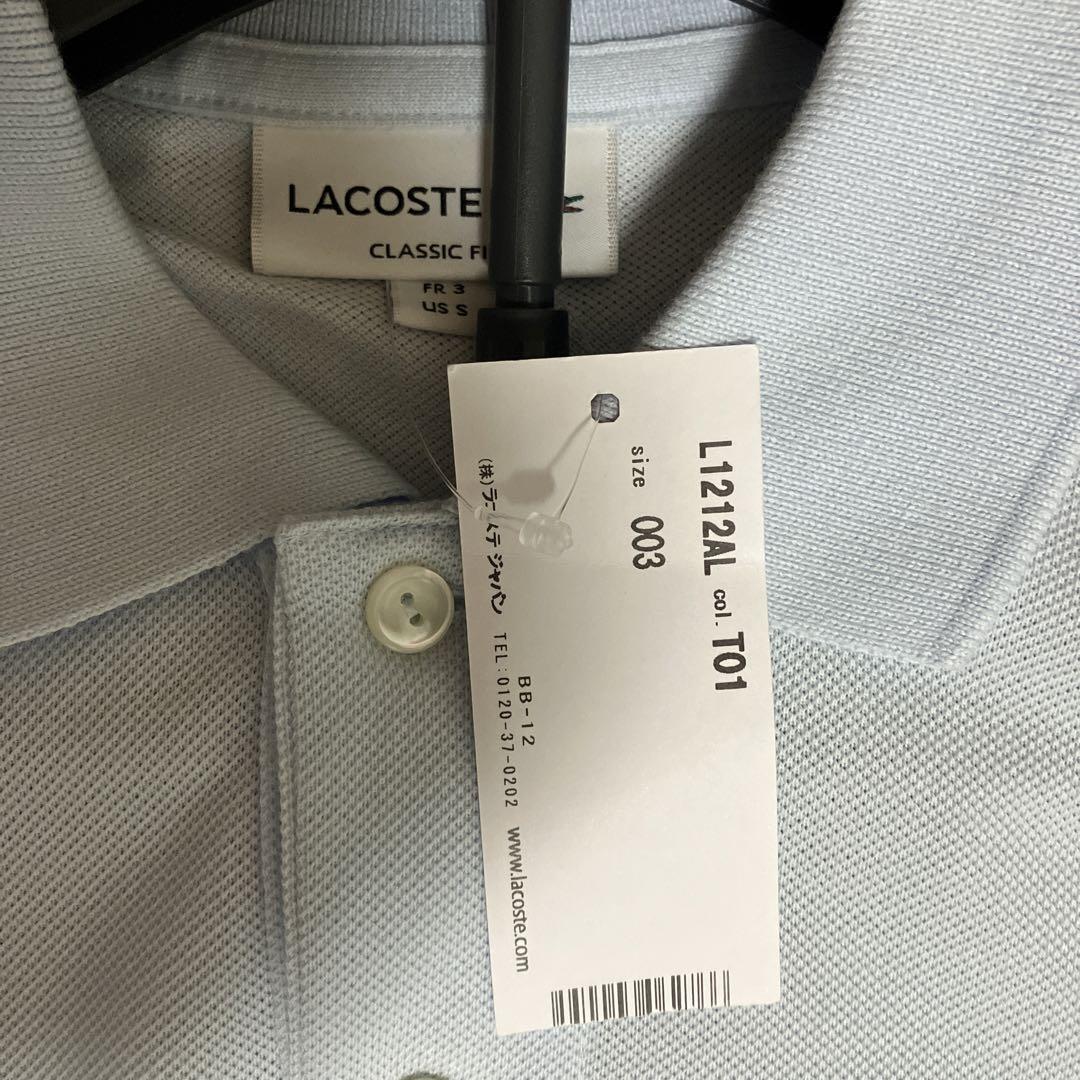 LACOSTE
CLASSIC FI
FR 3
US S
L1212AL col. T01
size 003
BB-12
(株)ラコステ ジャパン TEL:0120-37-0202 www.lacoste.com